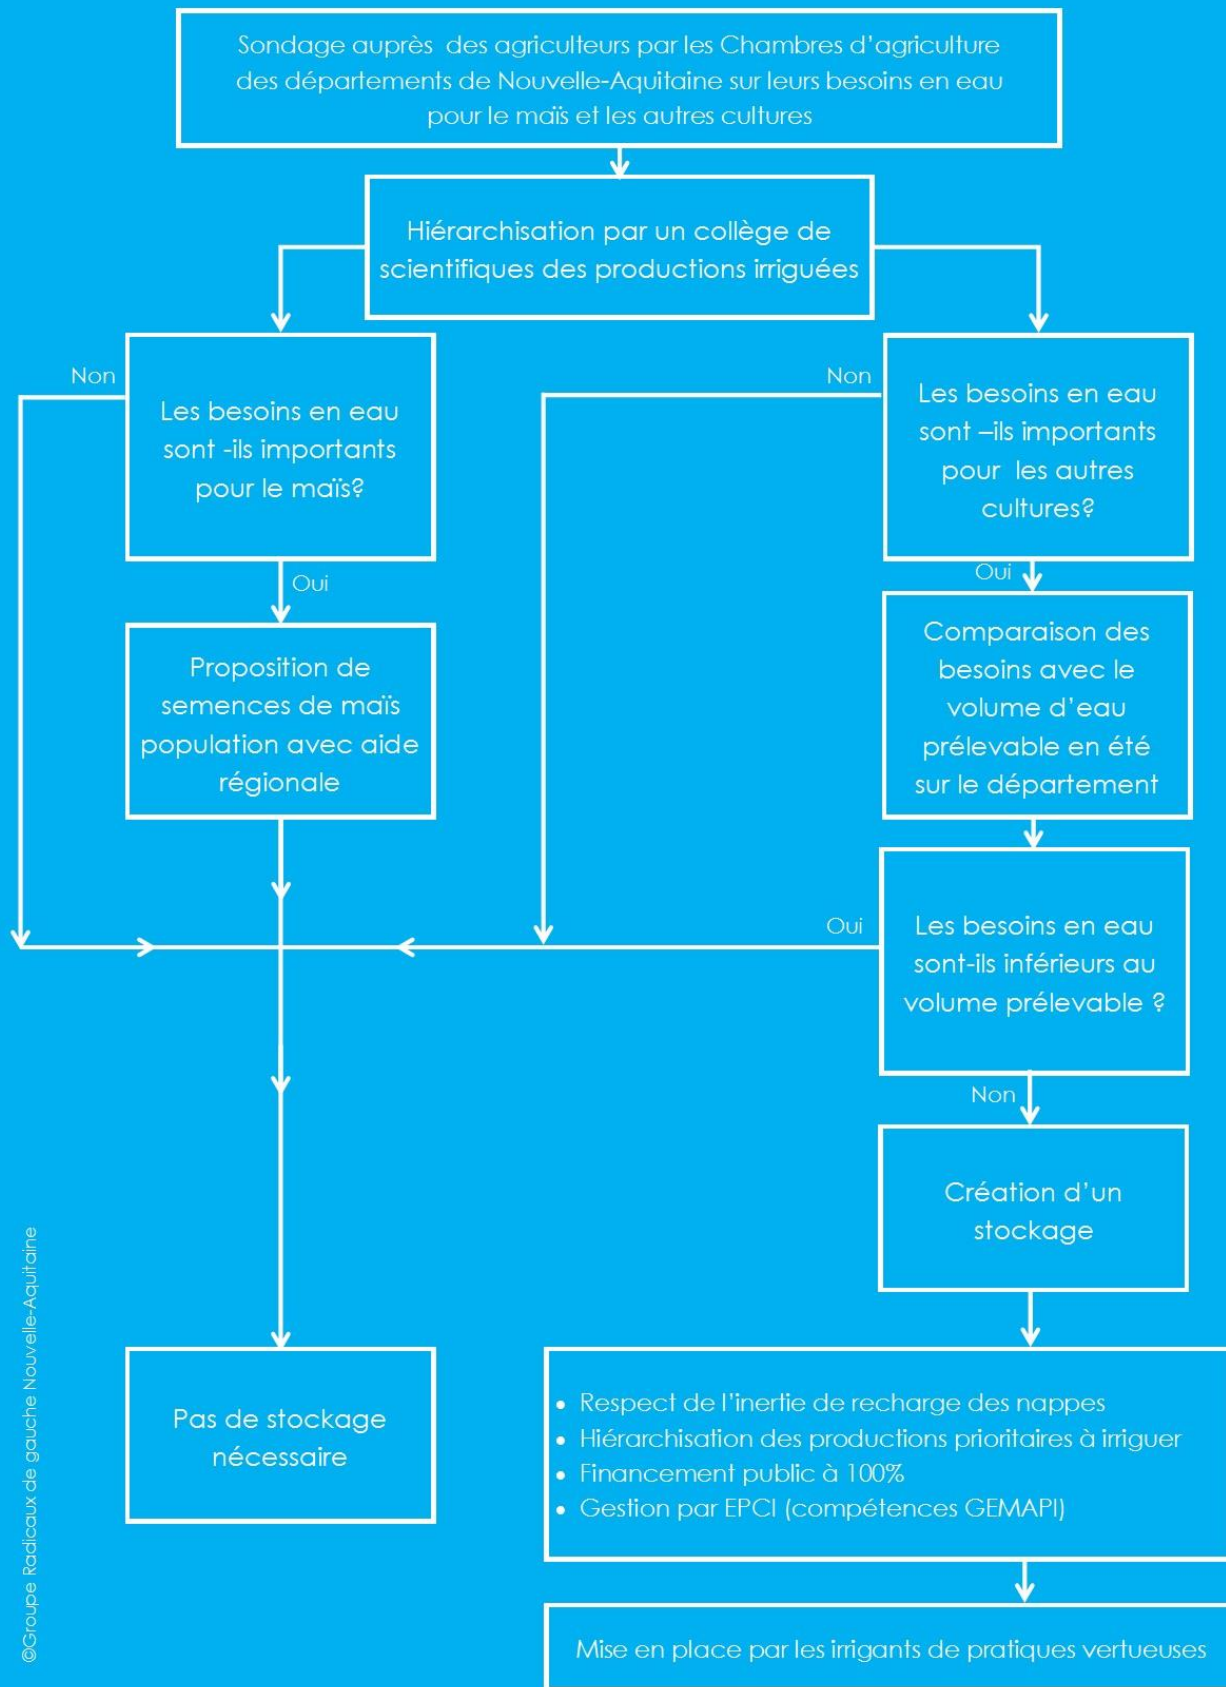 Sondage auprès des agriculteurs par les Chambres d'agriculture
des départements de Nouvelle-Aquitaine sur leurs besoins en eau
pour le maïs et les autres cultures
Hiérarchisation par un collège de
scientifiques des productions irriguées
Non
Les besoins en eau
sont -ils importants
pour le maïs?
Oui
Proposition de
semences de maïs
population avec aide
régionale
Non
Les besoins en eau
sont –ils importants
pour les autres
cultures?
Oui
Comparaison des
besoins avec le
volume d'eau
prélevable en été
sur le département
Oui
Les besoins en eau
sont-ils inférieurs au
volume prélevable ?
Non
Création d'un
stockage
Pas de stockage
nécessaire
• Respect de l'inertie de recharge des nappes
• Hiérarchisation des productions prioritaires à irriguer
• Financement public à 100%
• Gestion par EPCI (compétences GEMAPI)
Mise en place par les irrigants de pratiques vertueuses
©Groupe Radicaux de gauche Nouvelle-Aquitaine